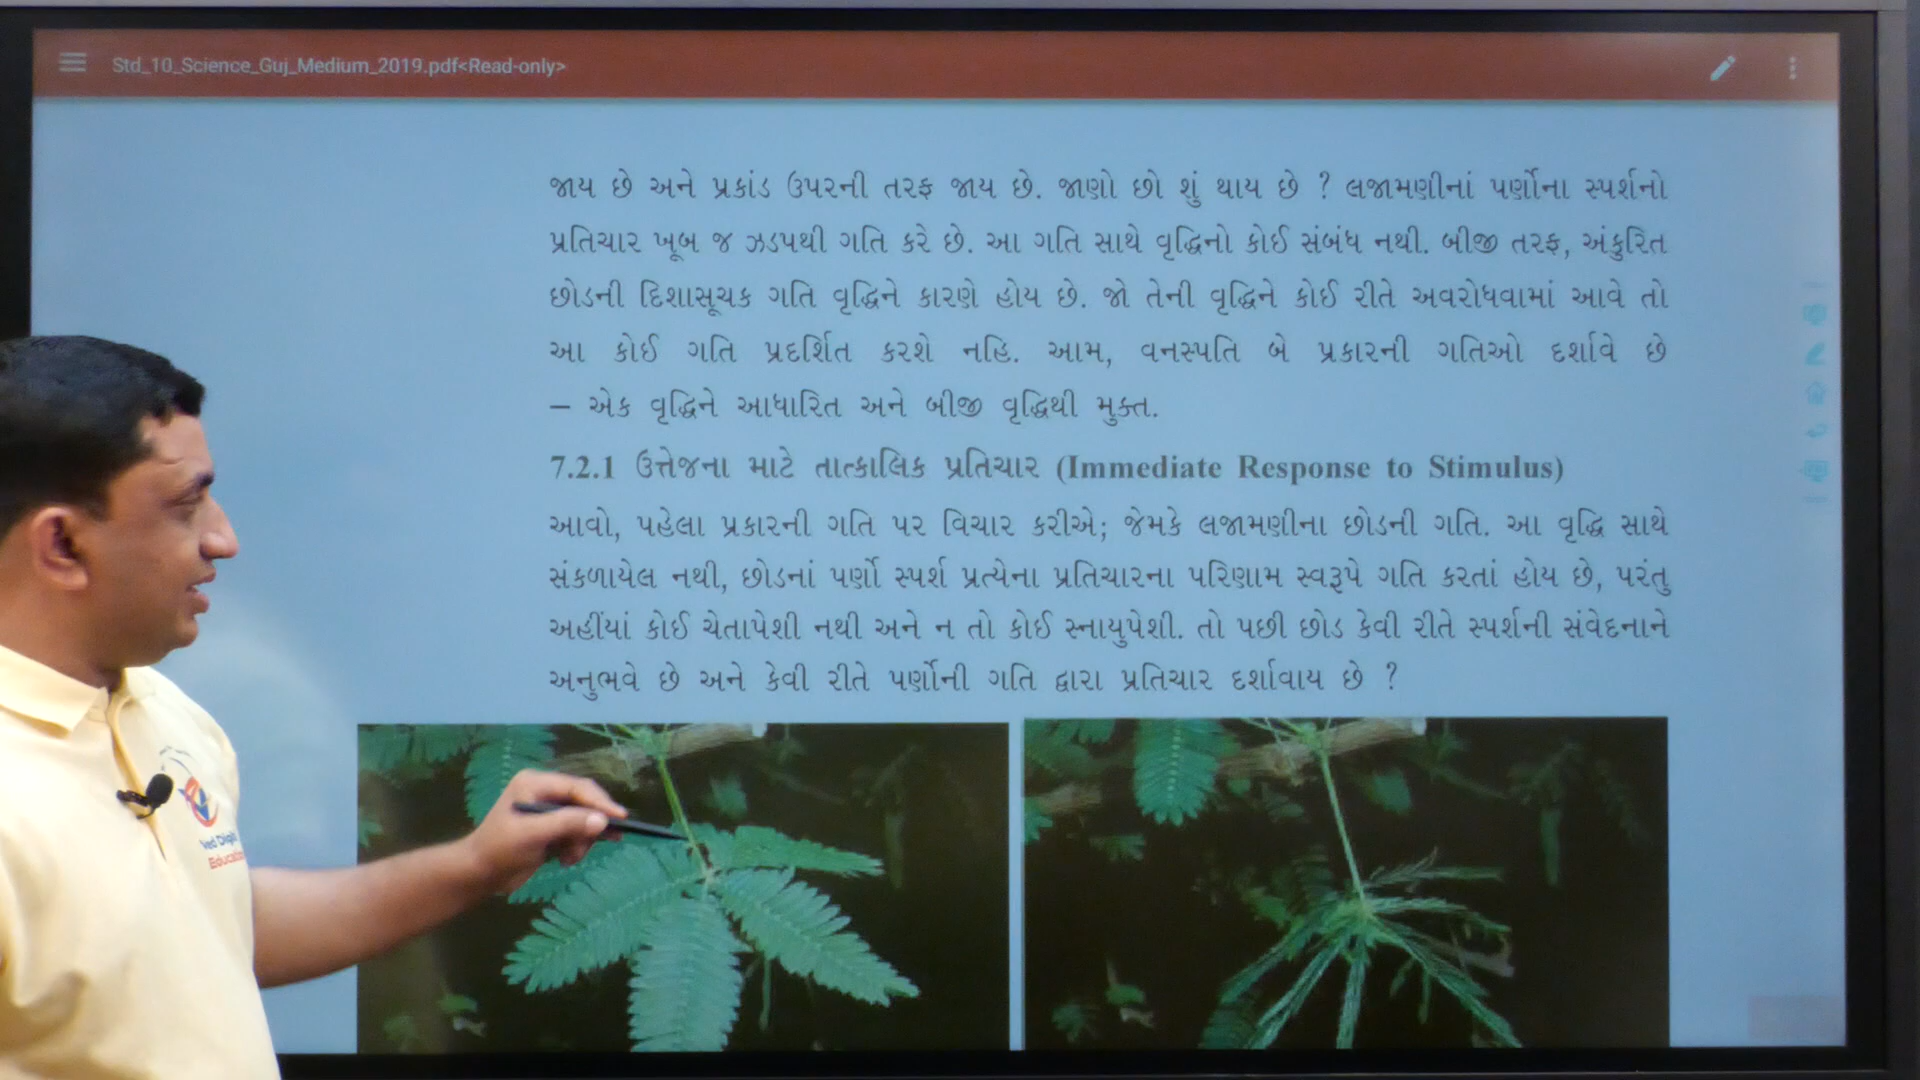 Std_10_Science_Guj_Medium_2019.pdf<Read-only>
જાય છે અને પ્રકાંડ ઉપરની તરફ જાય છે. જાણો છો શું થાય છે ? લજામણીનાં પર્ણોના સ્પર્શનો
પ્રતિચાર ખૂબ જ ઝડપથી ગતિ કરે છે. આ ગતિ સાથે વૃદ્ધિનો કોઈ સંબંધ નથી. બીજી તરફ, અંકુરિત
છોડની દિશાસૂચક ગતિ વૃદ્ધિને કારણે હોય છે. જો તેની વૃદ્ધિને કોઈ રીતે અવરોધવામાં આવે તો
આ કોઈ ગતિ પ્રદર્શિત કરશે નહિ. આમ, વનસ્પતિ બે પ્રકારની ગતિઓ દર્શાવે છે
– એક વૃદ્ધિને આધારિત અને બીજી વૃદ્ધિથી મુક્ત.
7.2.1 ઉત્તેજના માટે તાત્કાલિક પ્રતિચાર (Immediate Response to Stimulus)
આવો, પહેલા પ્રકારની ગતિ પર વિચાર કરીએ; જેમકે લજામણીના છોડની ગતિ. આ વૃદ્ધિ સાથે
સંકળાયેલ નથી, છોડનાં પર્ણો સ્પર્શ પ્રત્યેના પ્રતિચારના પરિણામ સ્વરૂપે ગતિ કરતાં હોય છે, પરંતુ
અહીંયાં કોઈ ચેતાપેશી નથી અને ન તો કોઈ સ્નાયુપેશી. તો પછી છોડ કેવી રીતે સ્પર્શની સંવેદનાને
અનુભવે છે અને કેવી રીતે પર્ણોની ગતિ દ્વારા પ્રતિચાર દર્શાવાય છે ?